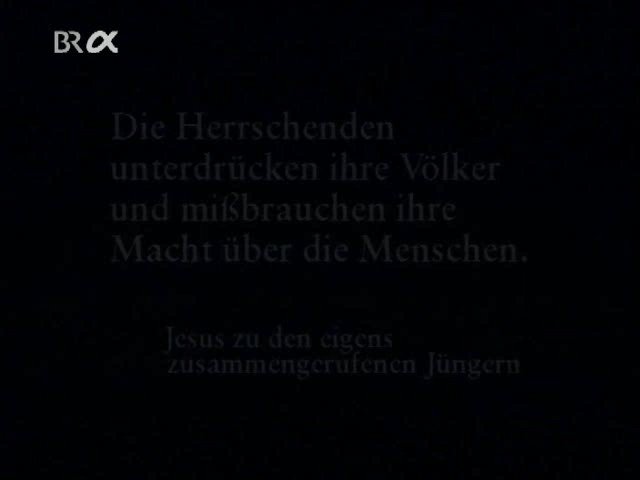 BR α
Die Herrschenden
unterdrücken ihre Völker
und mißbrauchen ihre
Macht über die Menschen.
Jesus zu den eigens
zusammengerufenen Jüngern